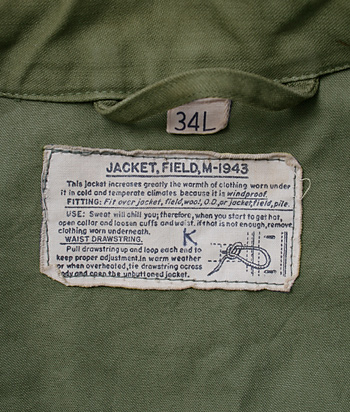 34L
JACKET, FIELD, M-1943
This jacket increases greatly the warmth of clothing worn under
it in cold and temperate climates because it is windproof.
FITTING: Fit over jacket, field, wool, O.D, or jacket, field, pile.
USE: Sweat will chill you; therefore, when you start to get hot,
open collar and loosen cuffs and waist. if that is not enough, remove
clothing worn underneath.
K
WAIST DRAWSTRING.
Pull drawstring up and loop each end to
keep proper adjustment. In warm weather
or when overheated, tie drawstring across
body and open the unbuttoned jacket.